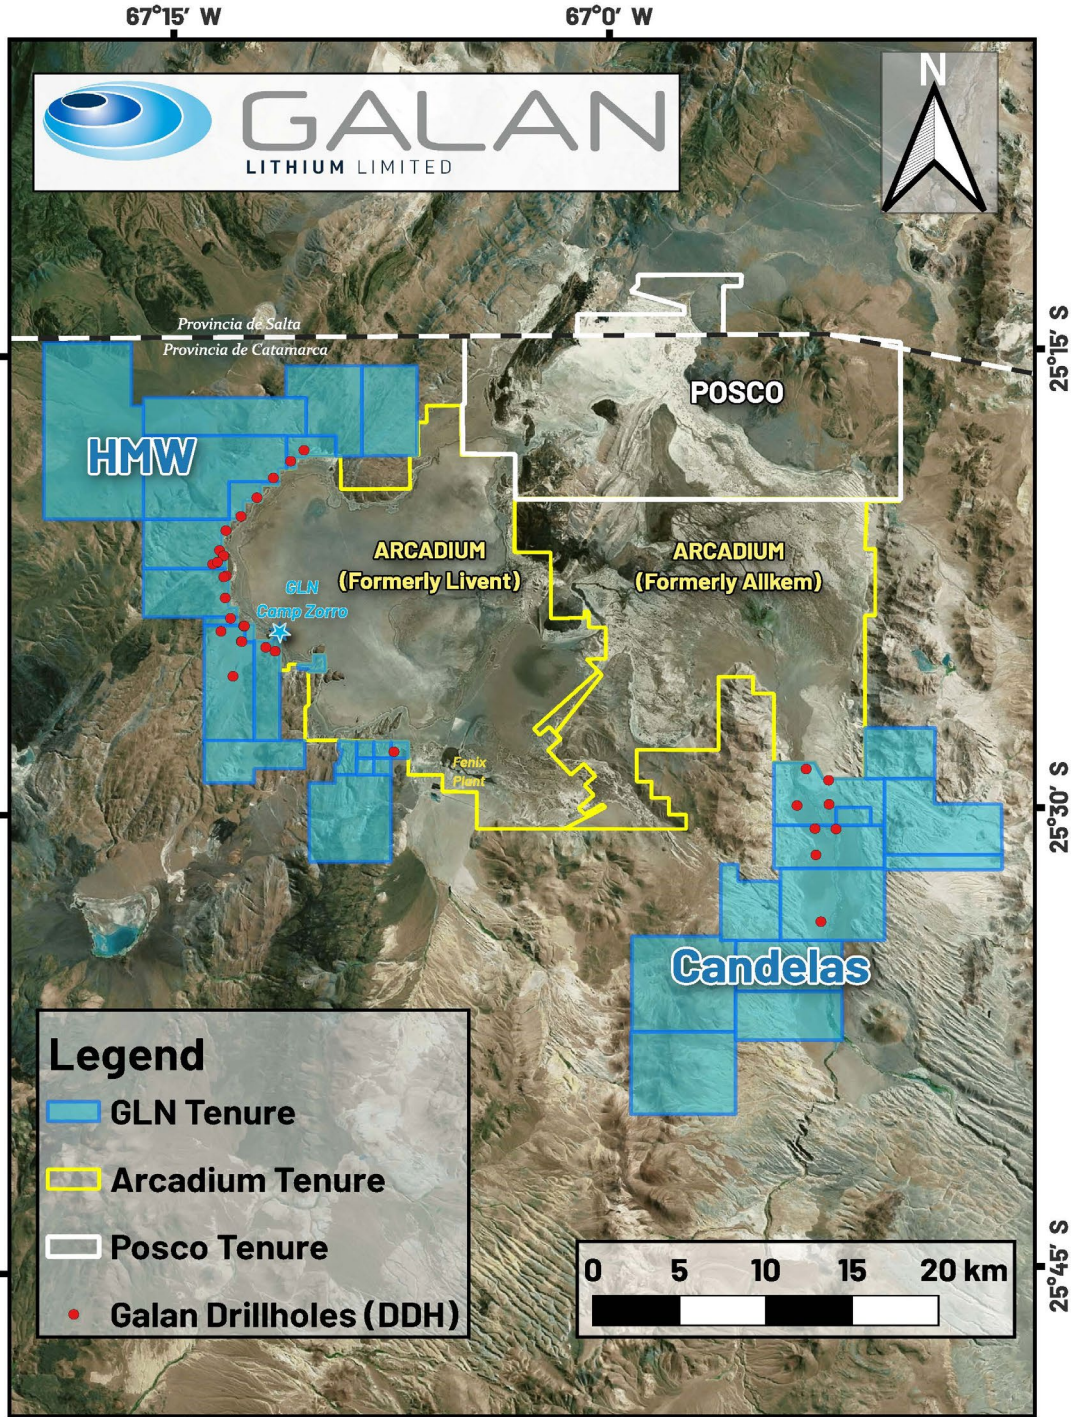 67°15' W
67°0' W
GALAN
LITHIUM LIMITED
N
Provincia de Salta
Provincia de Catamarca
25°15' S
POSCO
HMW
ARCADIUM
(Formerly Livent)
ARCADIUM
(Formerly Allkem)
GLN
Camp Zorro
Fenix
Plant
25°30' S
Candelas
Legend
GLN Tenure
Arcadium Tenure
Posco Tenure
Galan Drillholes (DDH)
25°45' S
0 5 10 15 20 km